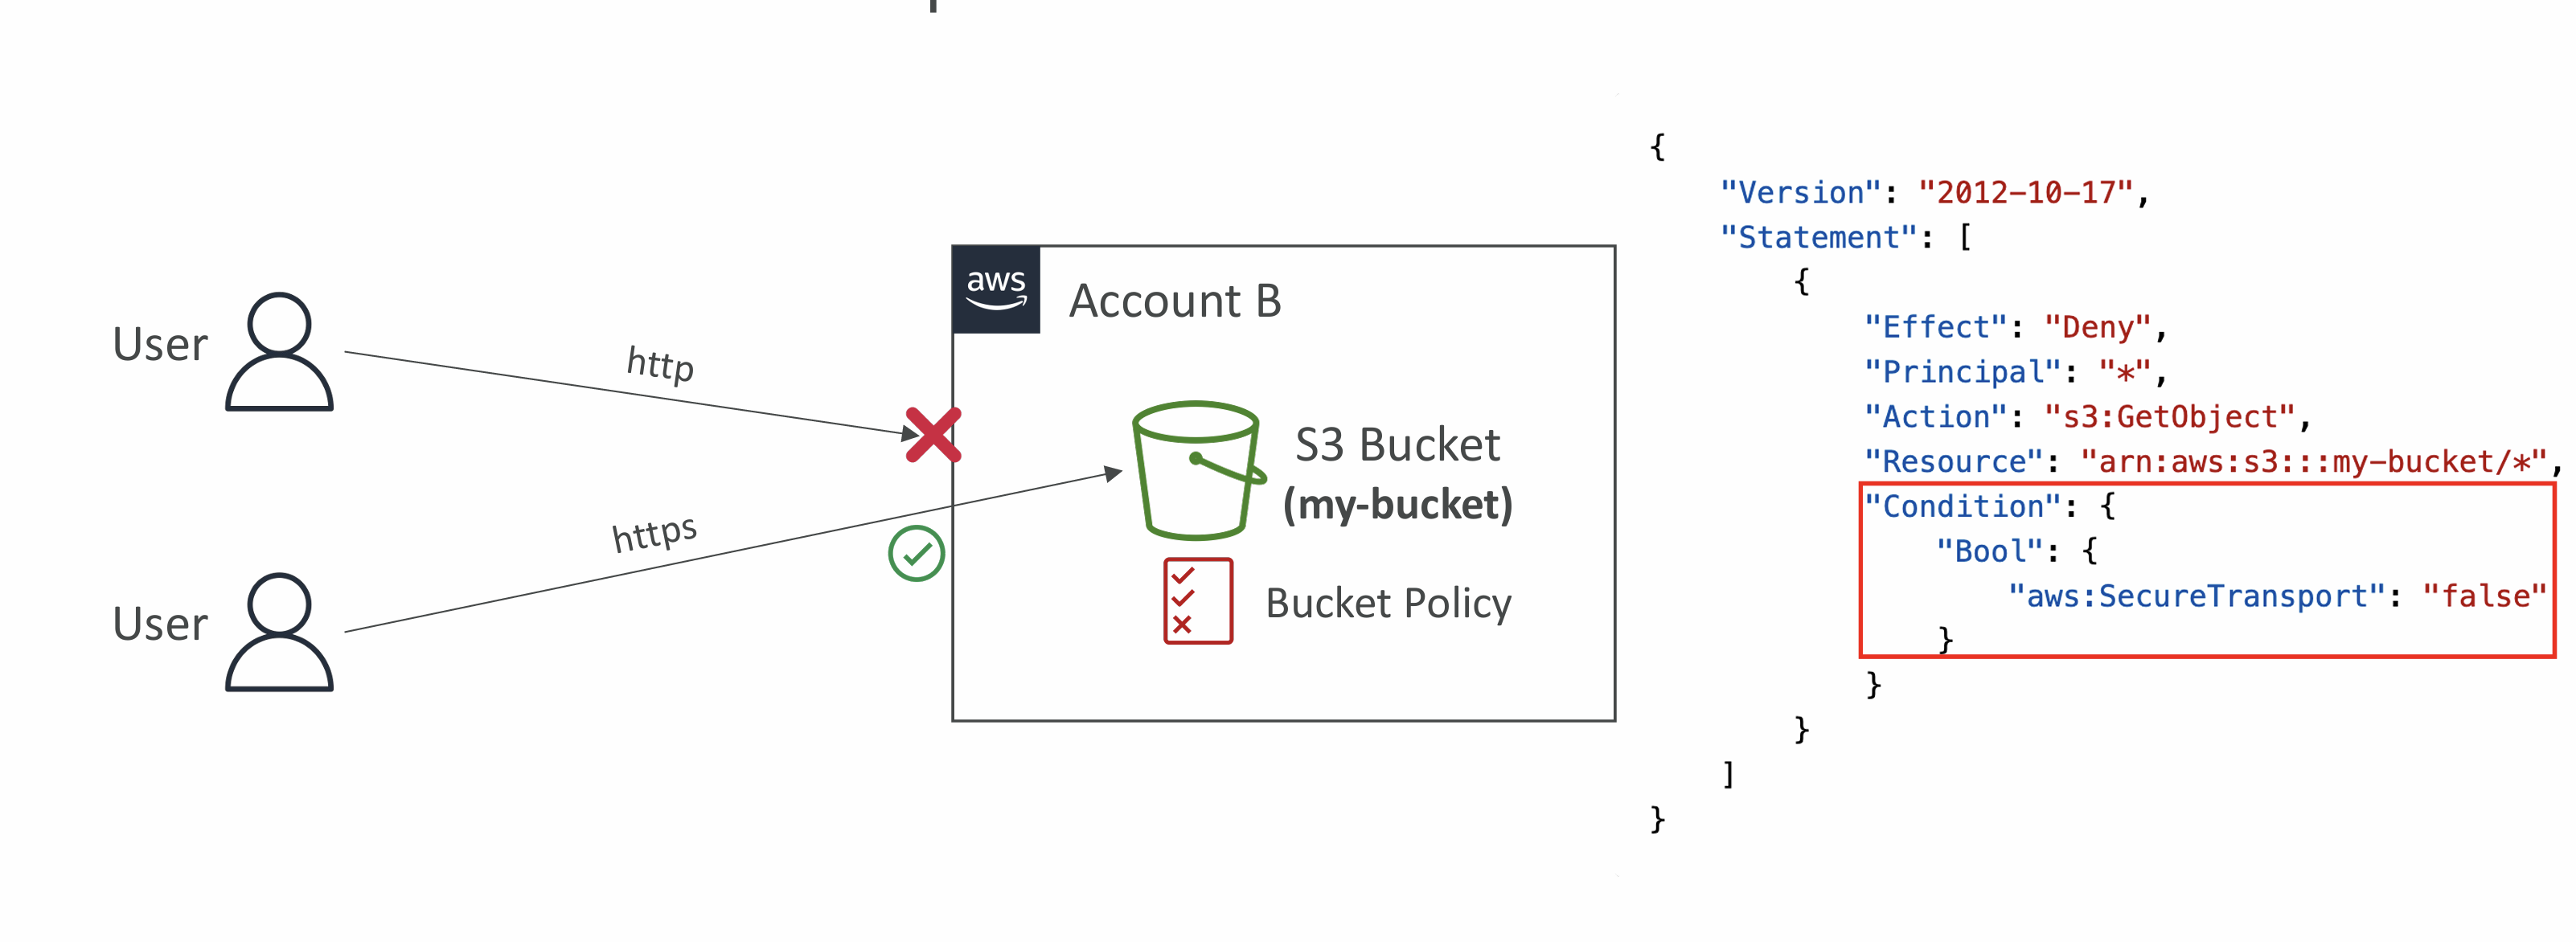 User
http
User
https
aws
Account B
S3 Bucket
(my-bucket)
Bucket Policy
{
"Version": "2012-10-17",
"Statement": [
{
"Effect": "Deny",
"Principal": "*",
"Action": "s3:GetObject",
"Resource": "arn:aws:s3:::my-bucket/*",
"Condition": {
"Bool": {
"aws:SecureTransport": "false"
}
}
}
]
}